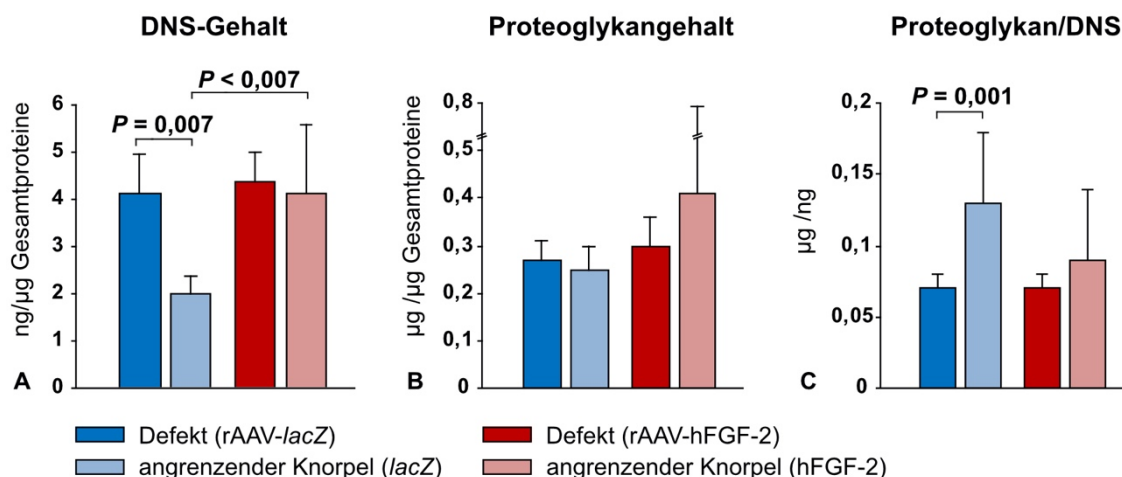 DNS-Gehalt
P < 0,007
P = 0,007
ng/µg Gesamtproteine
6
5
4
3
2
1
0
A
Proteoglykangehalt
µg /µg Gesamtproteine
0,8
0,5
0,4
0,3
0,2
0,1
0
B
Proteoglykan/DNS
P = 0,001
µg /ng
0,2
0,15
0,1
0,05
0
C
Defekt (rAAV-lacZ)
angrenzender Knorpel (lacZ)
Defekt (rAAV-hFGF-2)
angrenzender Knorpel (hFGF-2)